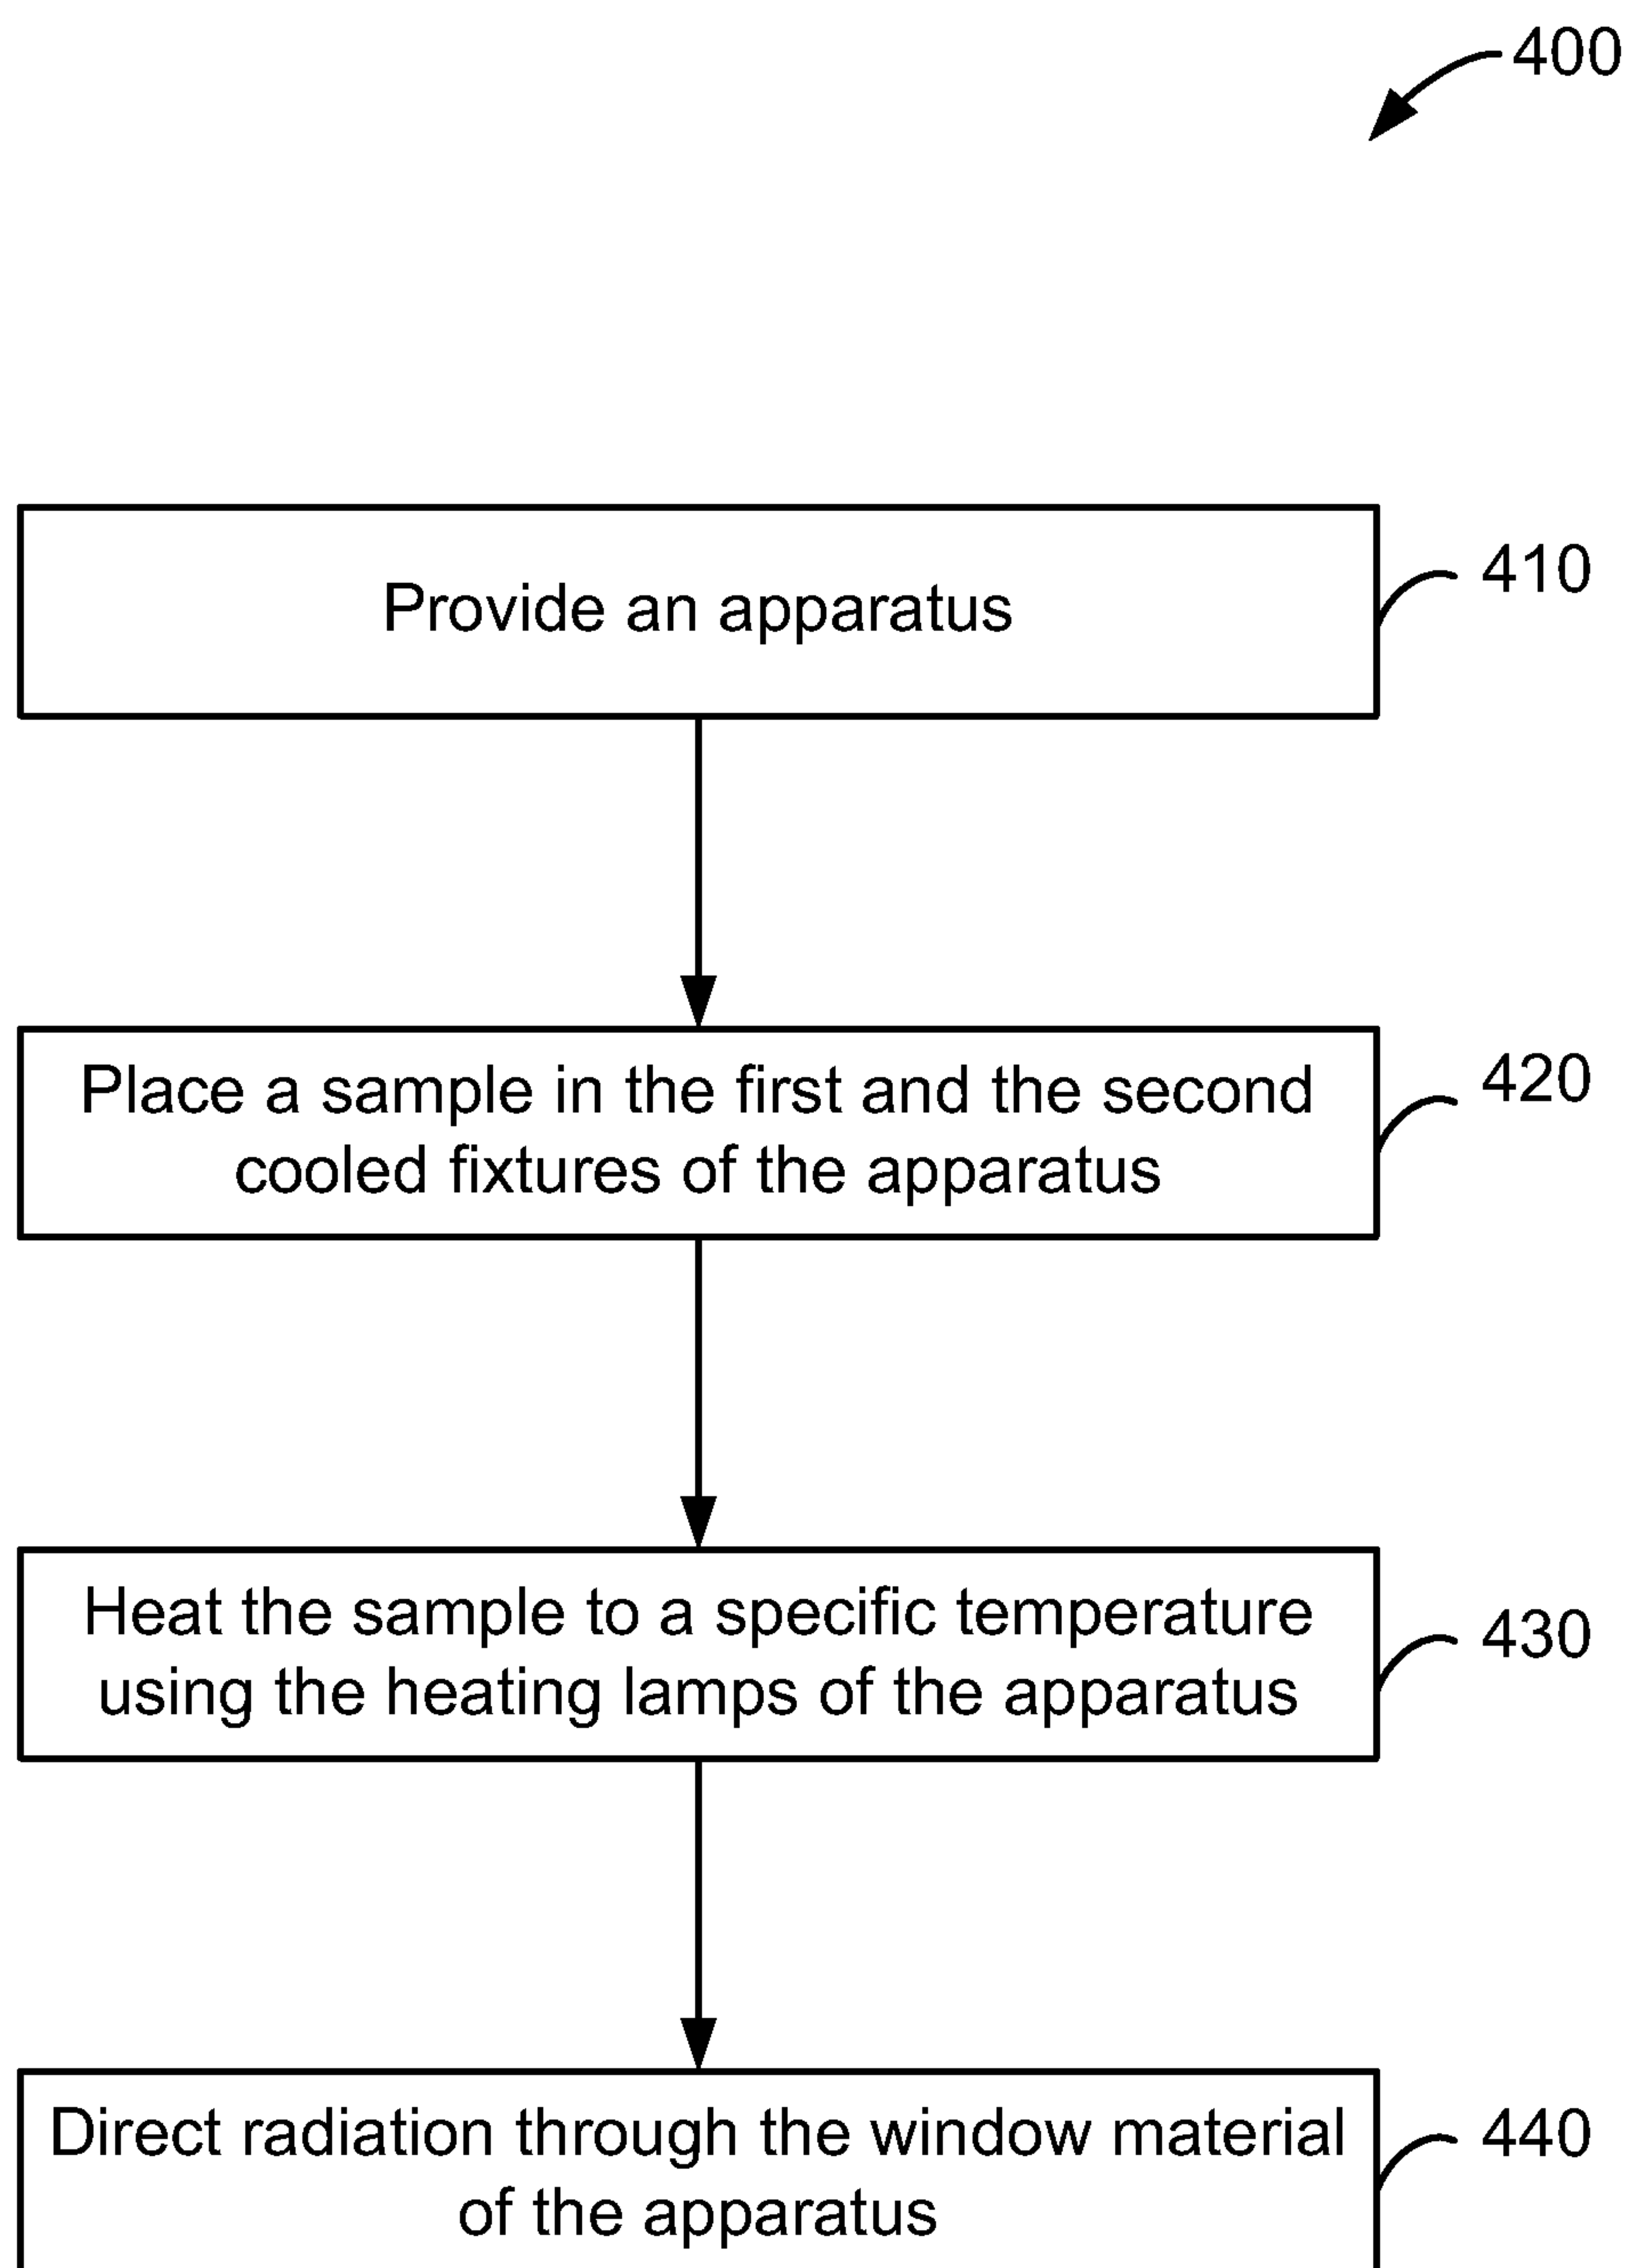 400
Provide an apparatus
410
Place a sample in the first and the second
cooled fixtures of the apparatus
420
Heat the sample to a specific temperature
using the heating lamps of the apparatus
430
Direct radiation through the window material
of the apparatus
440